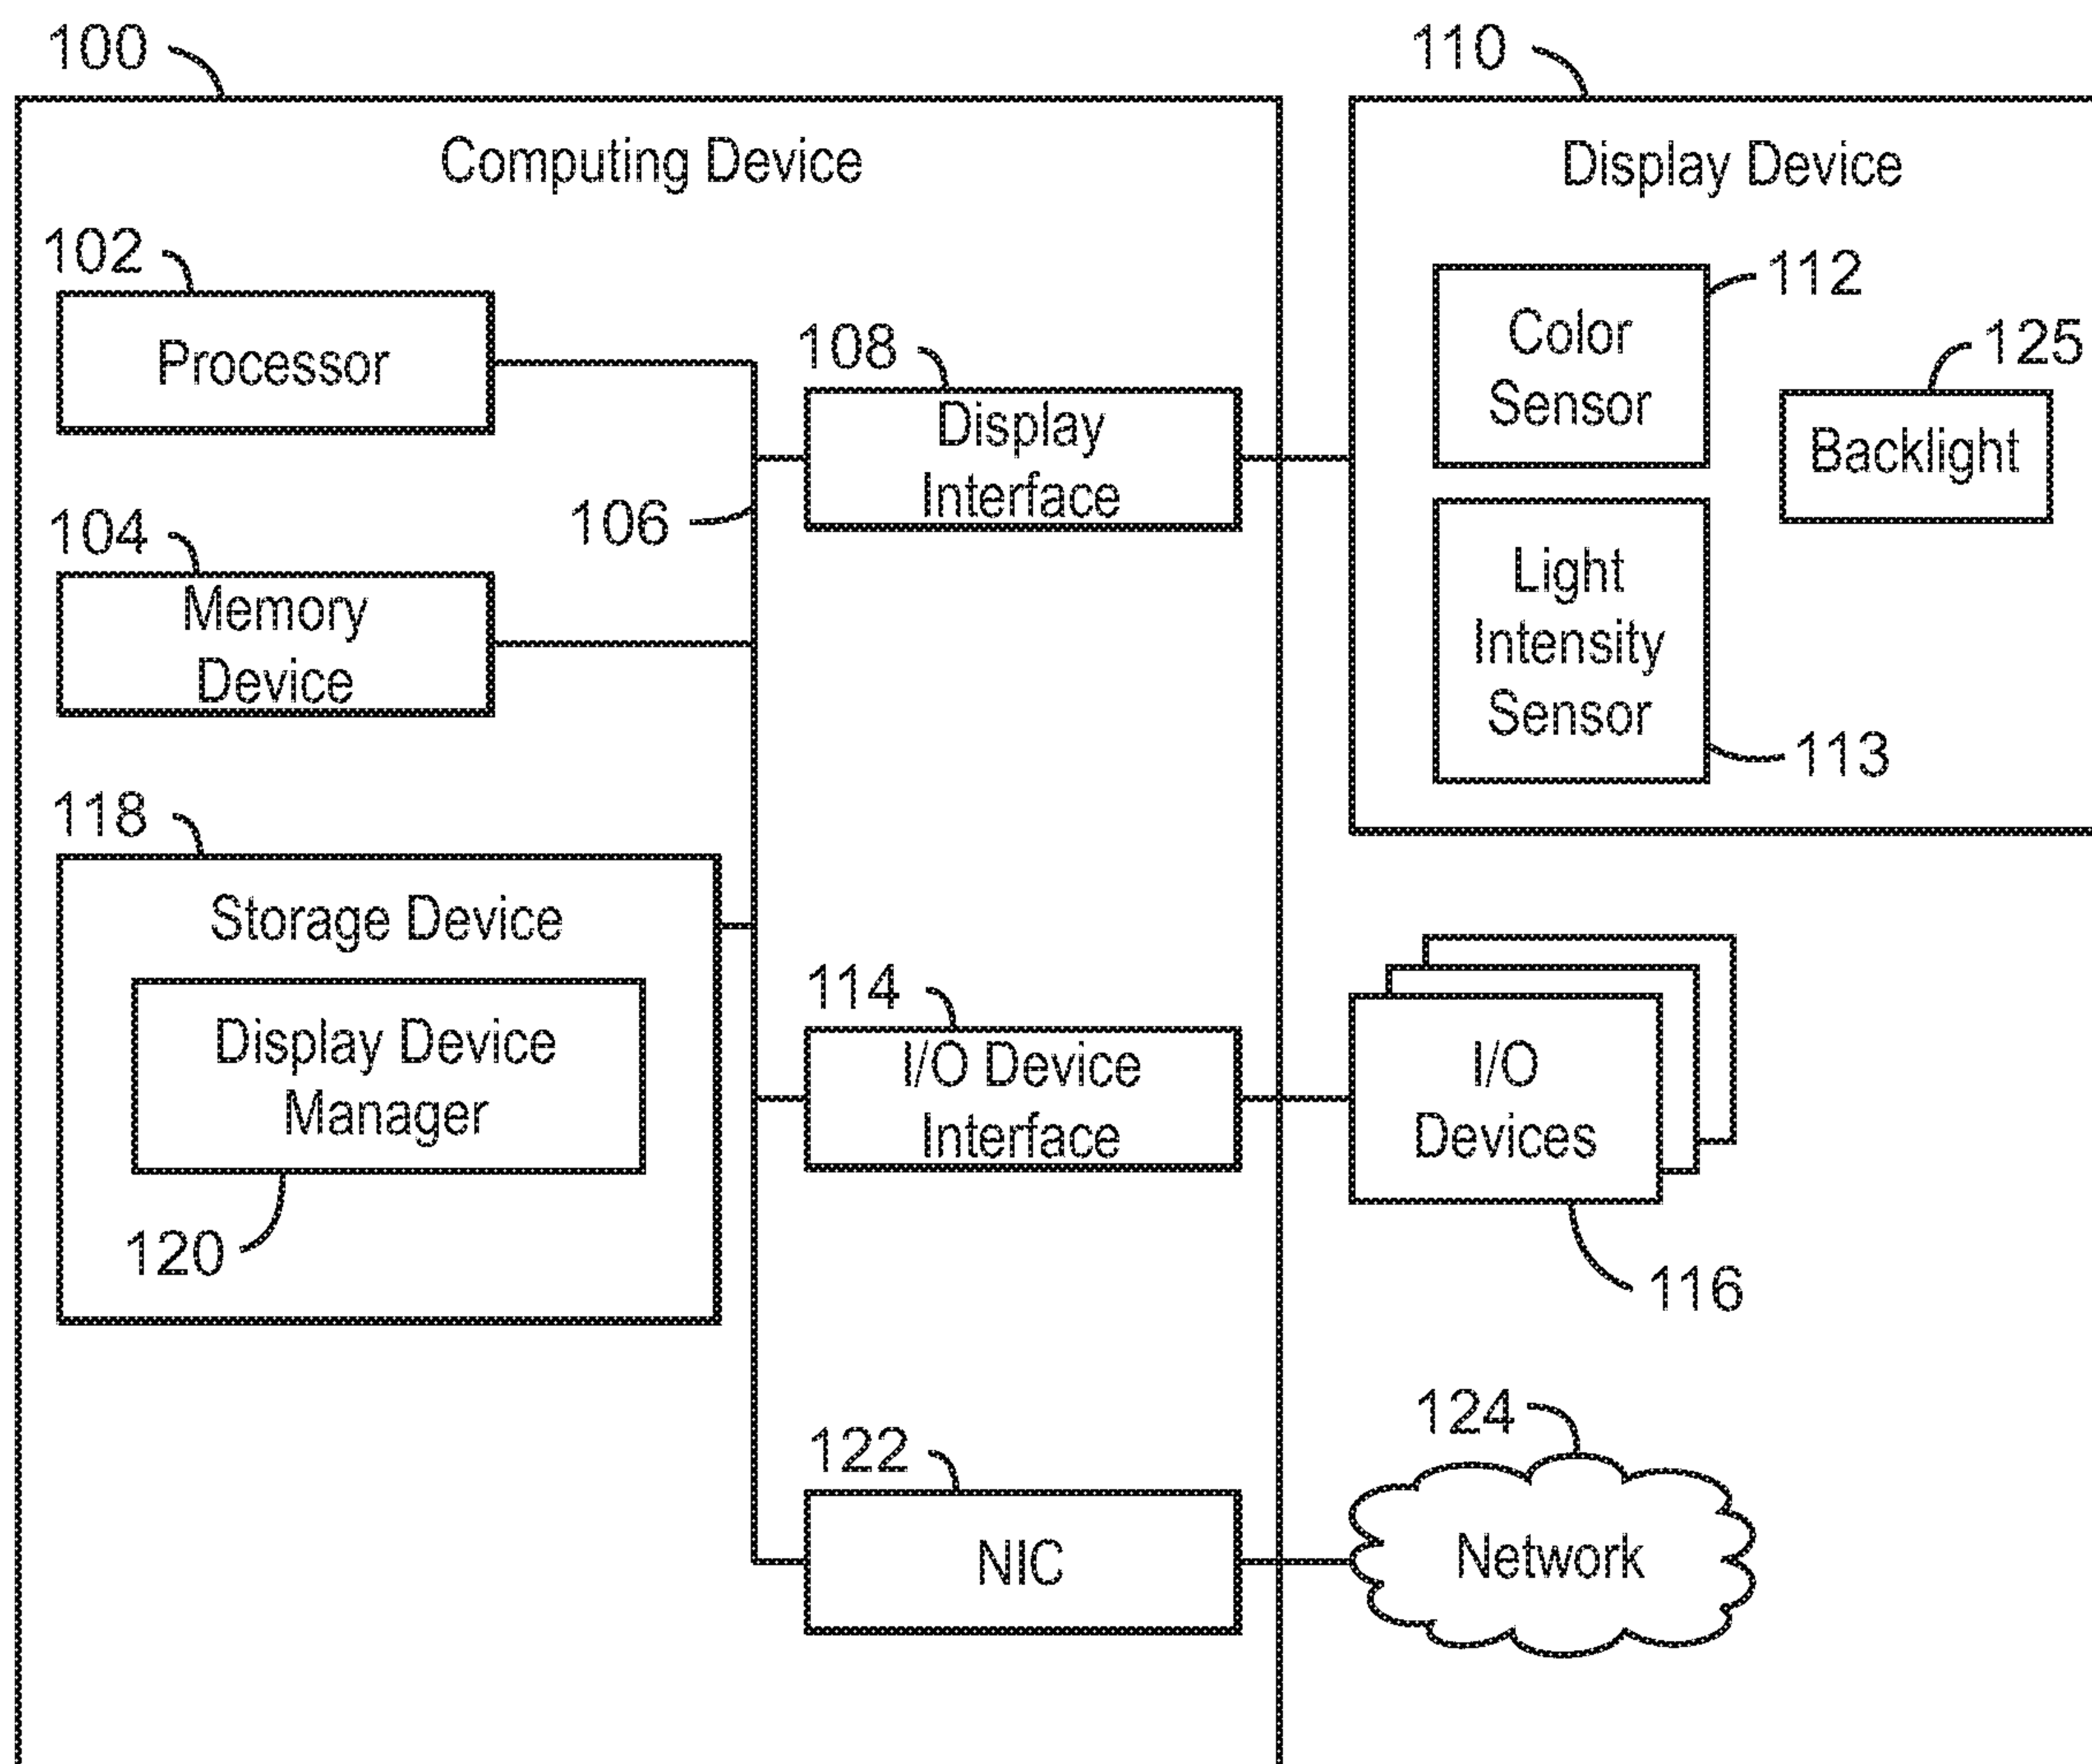 100
110
Computing Device
Display Device
102
112
Processor
108
Color
Sensor
125
Display
Interface
Backlight
106
104
Memory
Device
Light
Intensity
Sensor
113
118
Storage Device
114
Display Device
Manager
I/O Device
Interface
I/O
Devices
120
116
124
122
NIC
Network